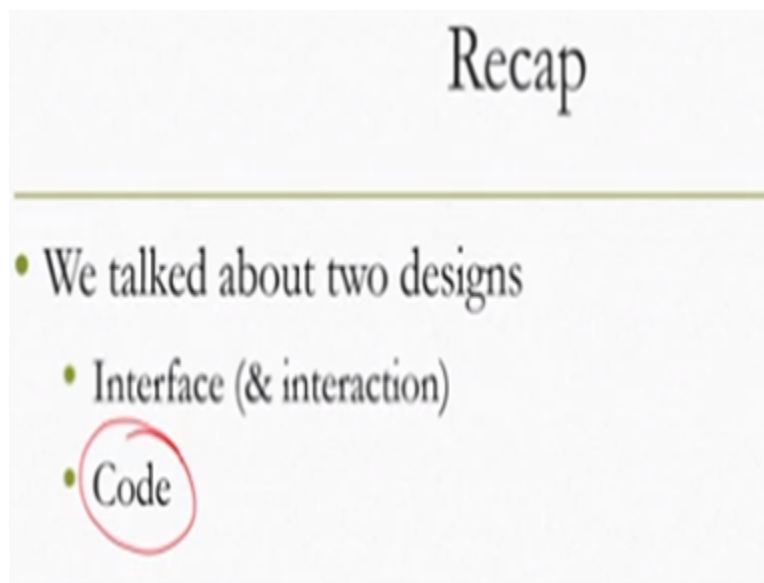 Recap
We talked about two designs
Interface (& interaction)
Code